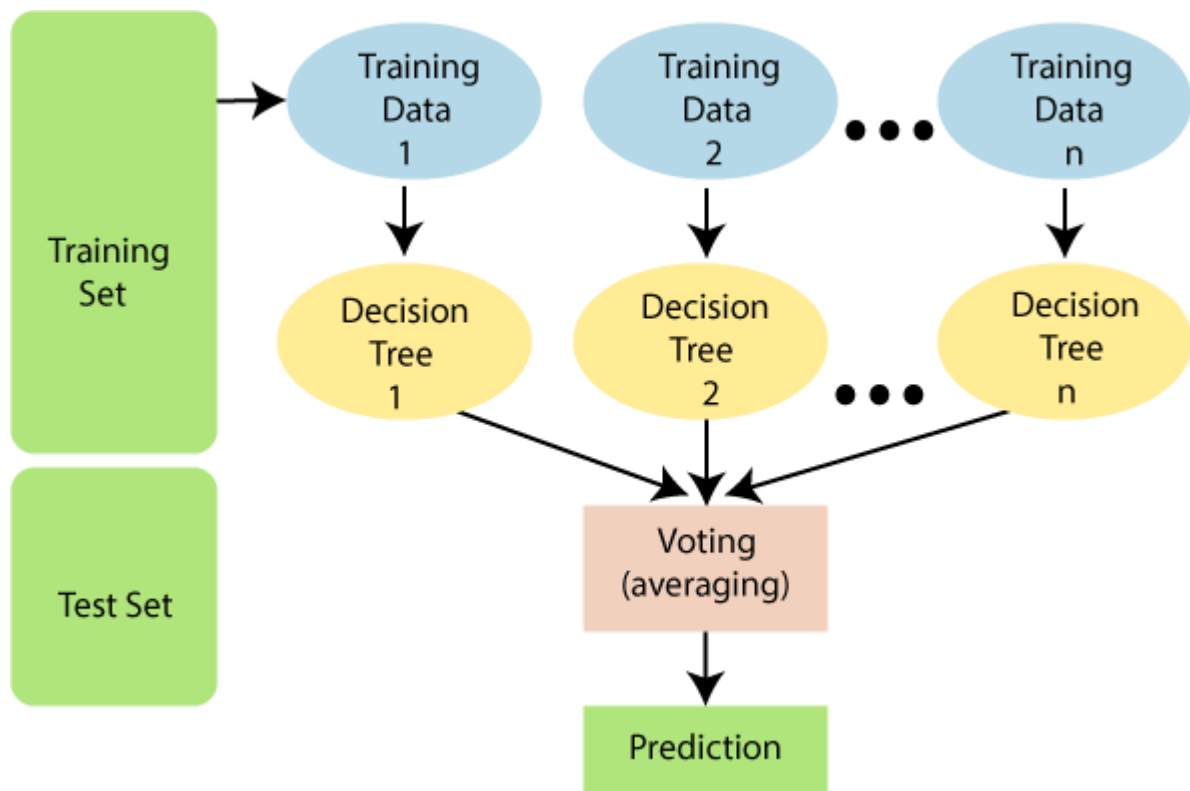 Training
Data
1
Training
Data
2
Training
Data
n
Training
Set
Decision
Tree
1
Decision
Tree
2
Decision
Tree
n
Voting
(averaging)
Test Set
Prediction